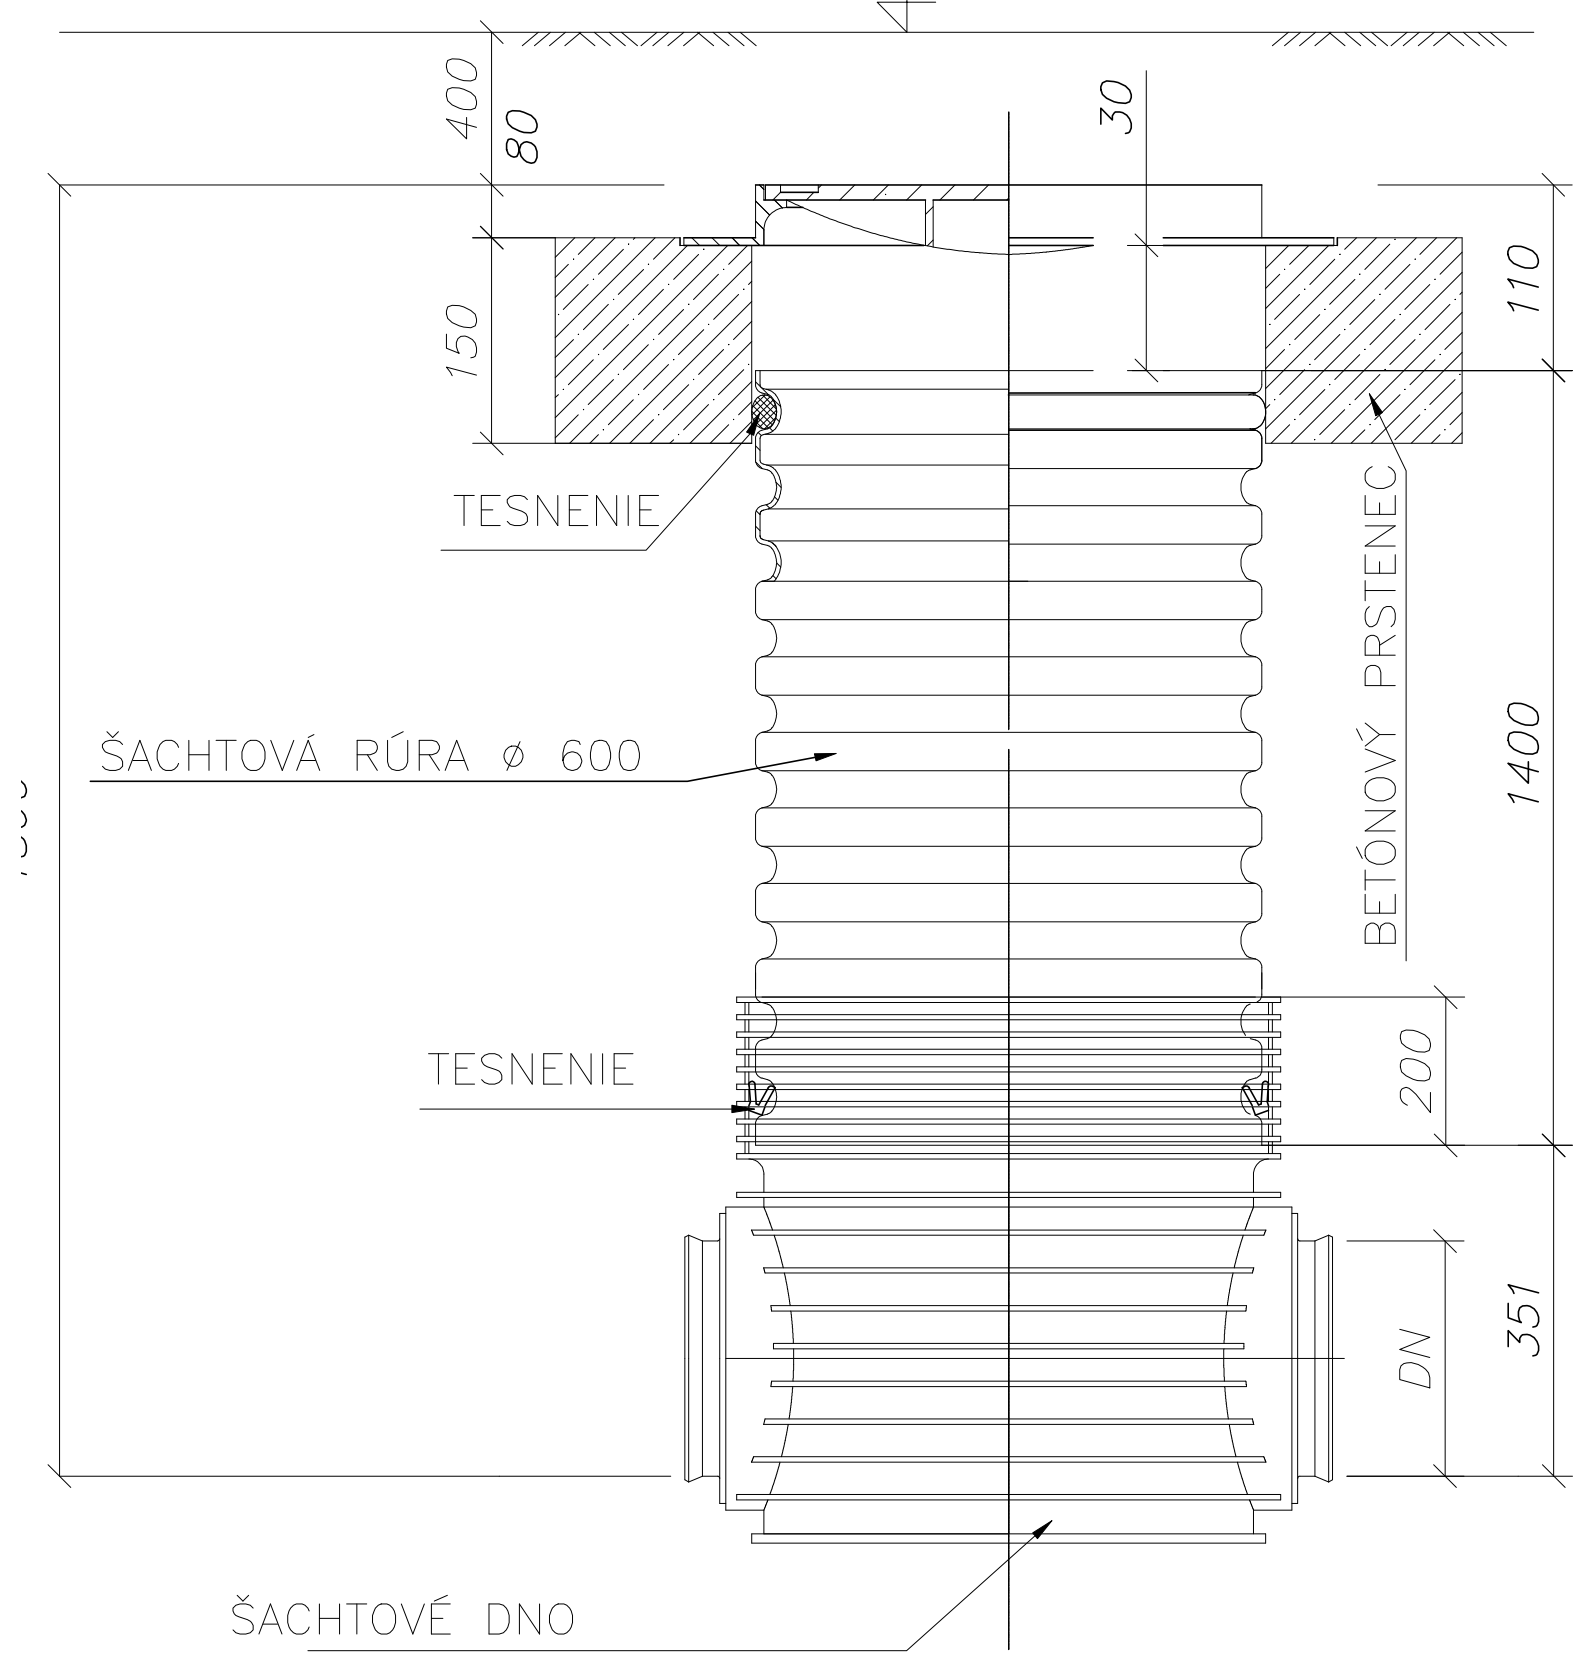 400
80
30
110
150
TESNENIE
BETÓNOVÝ PRSTENEC
ŠACHTOVÁ RÚRA ø 600
1400
TESNENIE
200
351
DN
ŠACHTOVÉ DNO